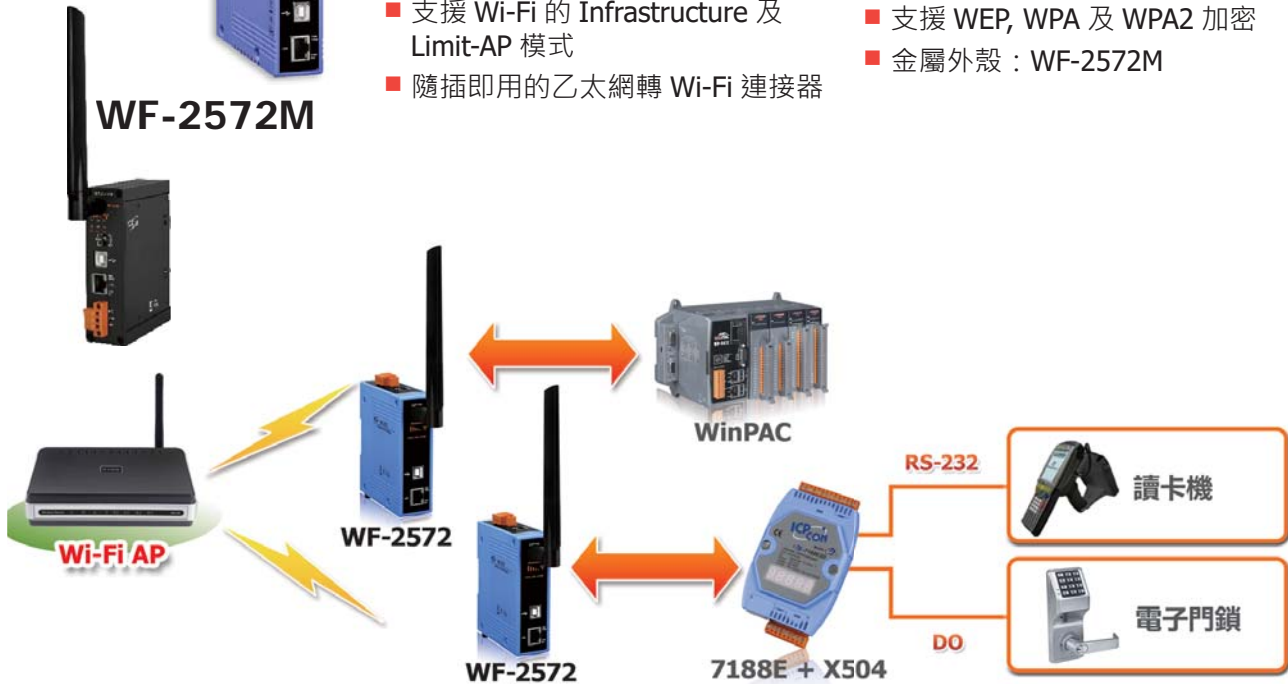 ■ 支援 Wi-Fi 的 Infrastructure 及
Limit-AP 模式
■ 隨插即用的乙太網轉 Wi-Fi 連接器
■ 支援 WEP, WPA 及 WPA2 加密
■ 金屬外殼：WF-2572M
WF-2572M
WinPAC
RS-232
讀卡機
WF-2572
Wi-Fi AP
ICP CON
電子門鎖
DO
WF-2572
7188E + X504